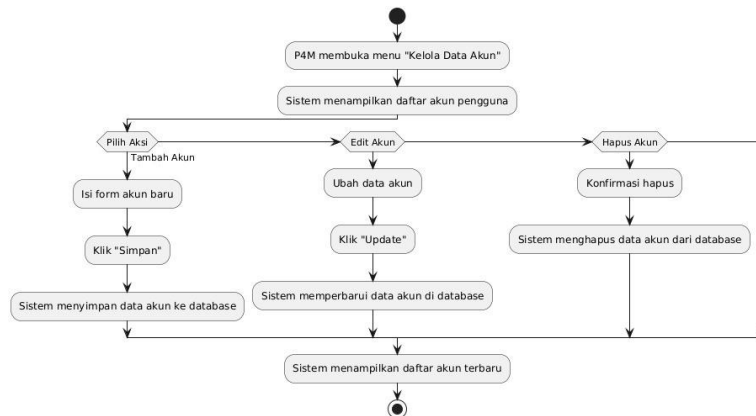 P4M membuka menu "Kelola Data Akun"
Sistem menampilkan daftar akun pengguna
Pilih Aksi
Edit Akun
Hapus Akun
Tambah Akun
Isi form akun baru
Ubah data akun
Konfirmasi hapus
Klik "Simpan"
Klik "Update"
Sistem menghapus data akun dari database
Sistem menyimpan data akun ke database
Sistem memperbarui data akun di database
Sistem menampilkan daftar akun terbaru